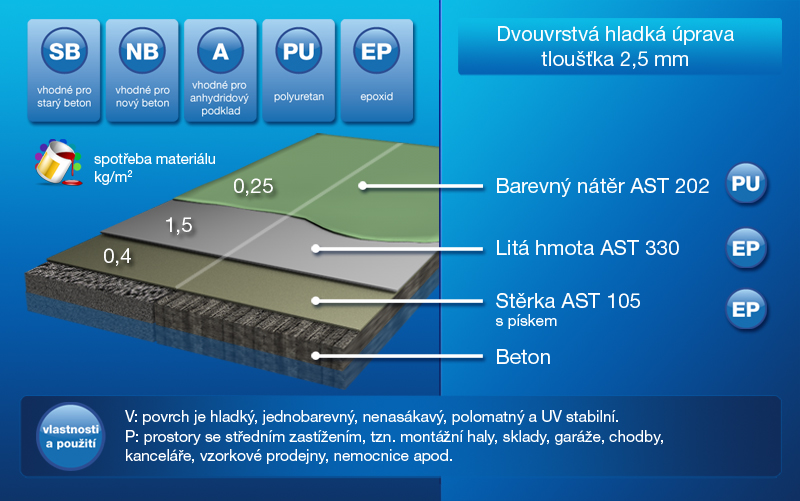 SB
vhodné pro
starý beton
NB
vhodné pro
nový beton
A
vhodné pro
anhydridový
podklad
PU
polyuretan
EP
epoxid
Dvouvrstvá hladká úprava
tloušťka 2,5 mm
spotřeba materiálu
kg/m²
0,25
1,5
0,4
Barevný nátěr AST 202
PU
Litá hmota AST 330
EP
Stěrka AST 105
s pískem
EP
Beton
vlastnosti
a použití
V: povrch je hladký, jednobarevný, nenasákavý, polomatný a UV stabilní.
P: prostory se středním zastížením, tzn. montážní haly, sklady, garáže, chodby,
kanceláře, vzorkové prodejny, nemocnice apod.